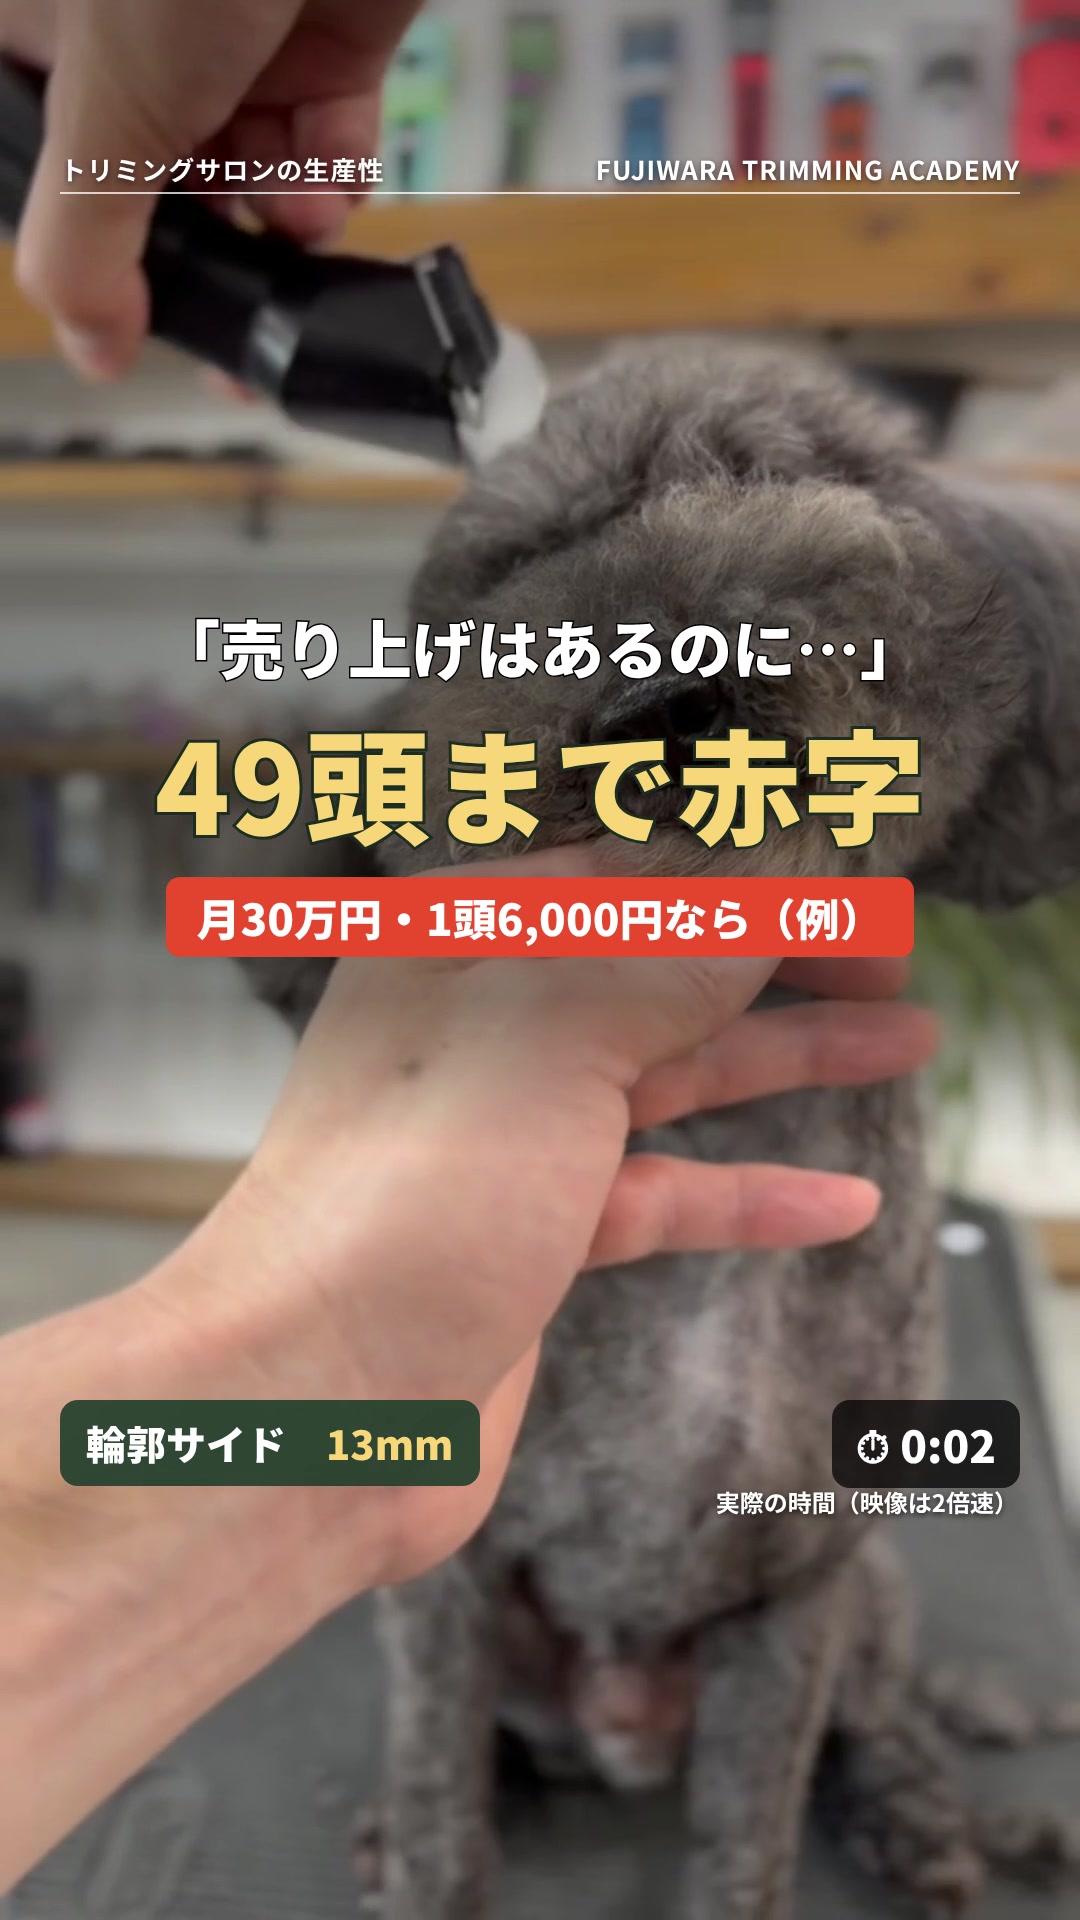 トリミングサロンの生産性
FUJIWARA TRIMMING ACADEMY
「売り上げはあるのに…」
49頭まで赤字
月30万円・1頭6,000円なら（例）
輪郭サイド 13mm
⏱ 0:02
実際の時間（映像は2倍速）